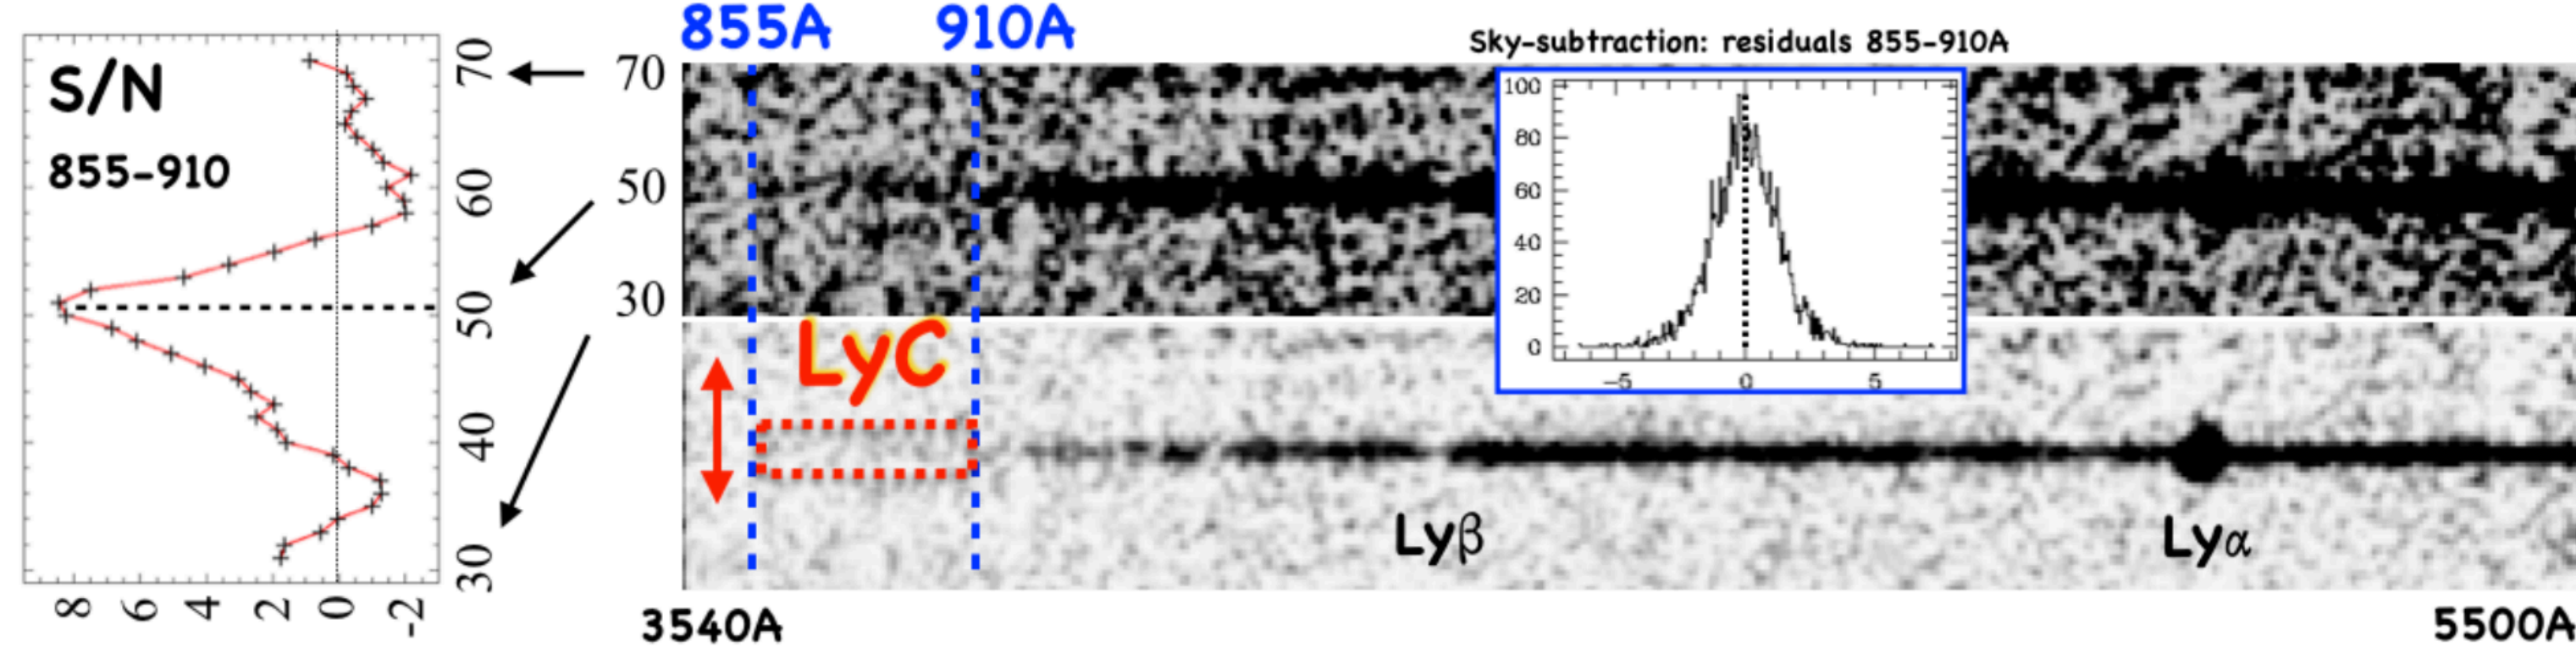 855A 910A
Sky-subtraction: residuals 855-910A
S/N
855-910
70
60
50
40
30
8 6 4 2 0 -2
70
50
30
100
80
60
40
20
0
-5 0 5
LyC
Lyβ Lyα
3540A 5500A